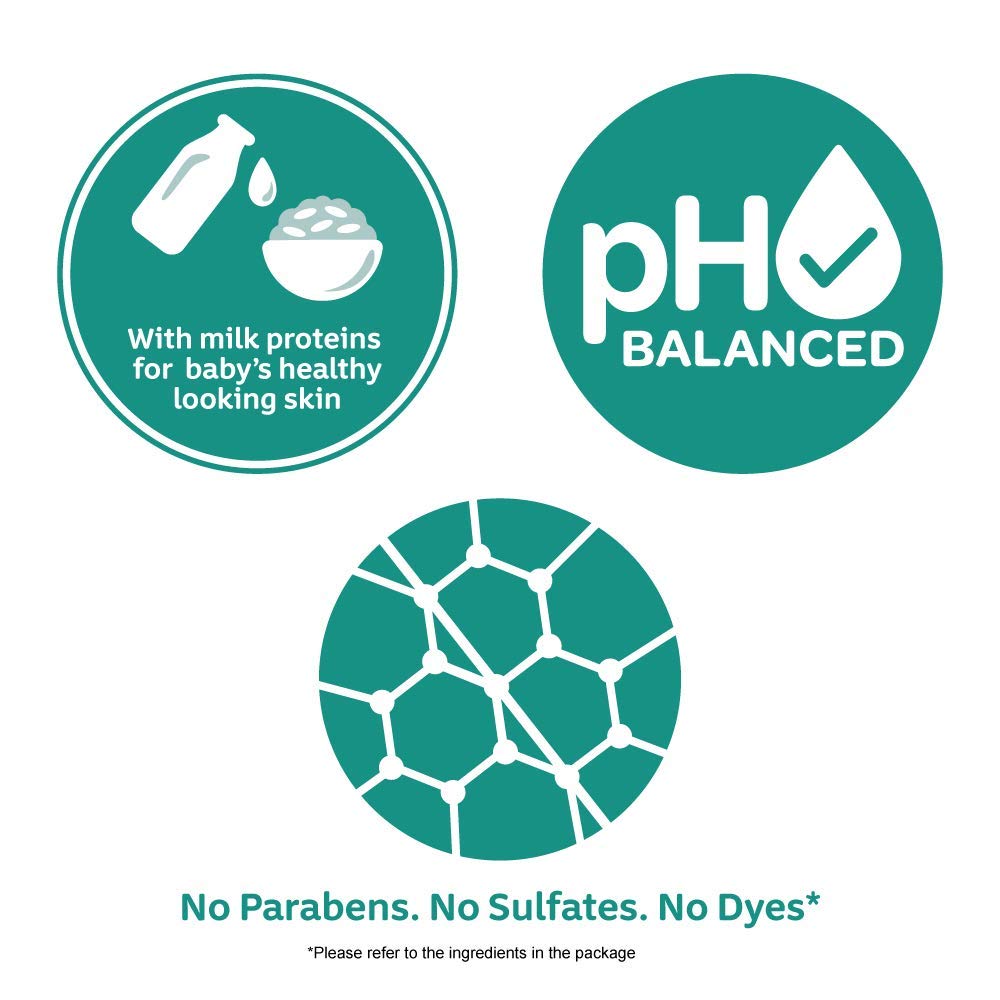 With milk proteins
for baby's healthy
looking skin
pH
BALANCED
No Parabens. No Sulfates. No Dyes*
*Please refer to the ingredients in the package